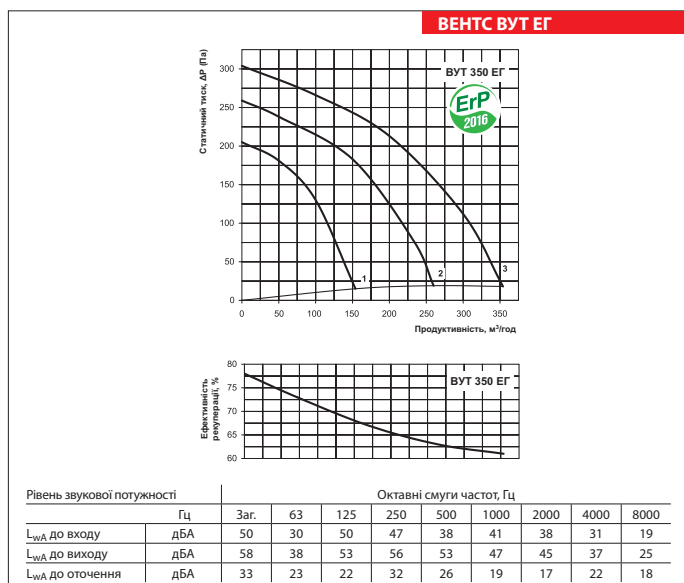 ВЕНТС ВУТ ЕГ
Статичний тиск, ΔP (Па)
ВУТ 350 ЕГ
ErP
2016
300
250
200
150
100
50
0
1
2
3
0 50 100 150 200 250 300 350
Продуктивність, м³/год
Ефективність
рекуперації, %
ВУТ 350 ЕГ
80
75
70
65
60
Рівень звукової потужності Октавні смуги частот, Гц
Гц Заг. 63 125 250 500 1000 2000 4000 8000
LwA до входу дБА 50 30 50 47 38 41 38 31 19
LwA до виходу дБА 58 38 53 56 53 47 45 37 25
LwA до оточення дБА 33 23 22 32 26 19 17 22 18